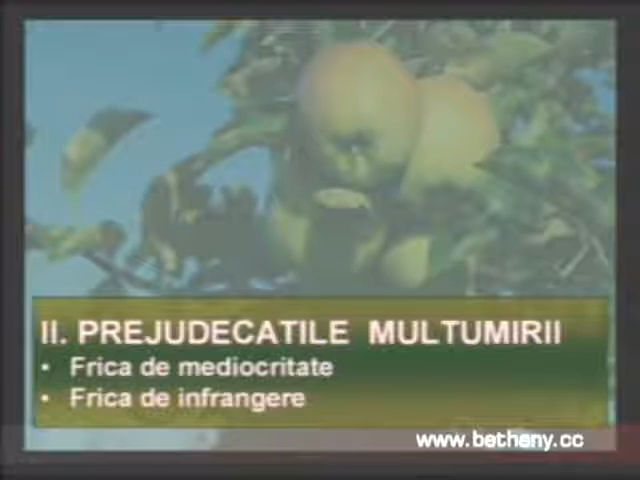 II. PREJUDECATILE MULTUMIRII
• Frica de mediocritate
• Frica de infrangere
www.betheny.cc